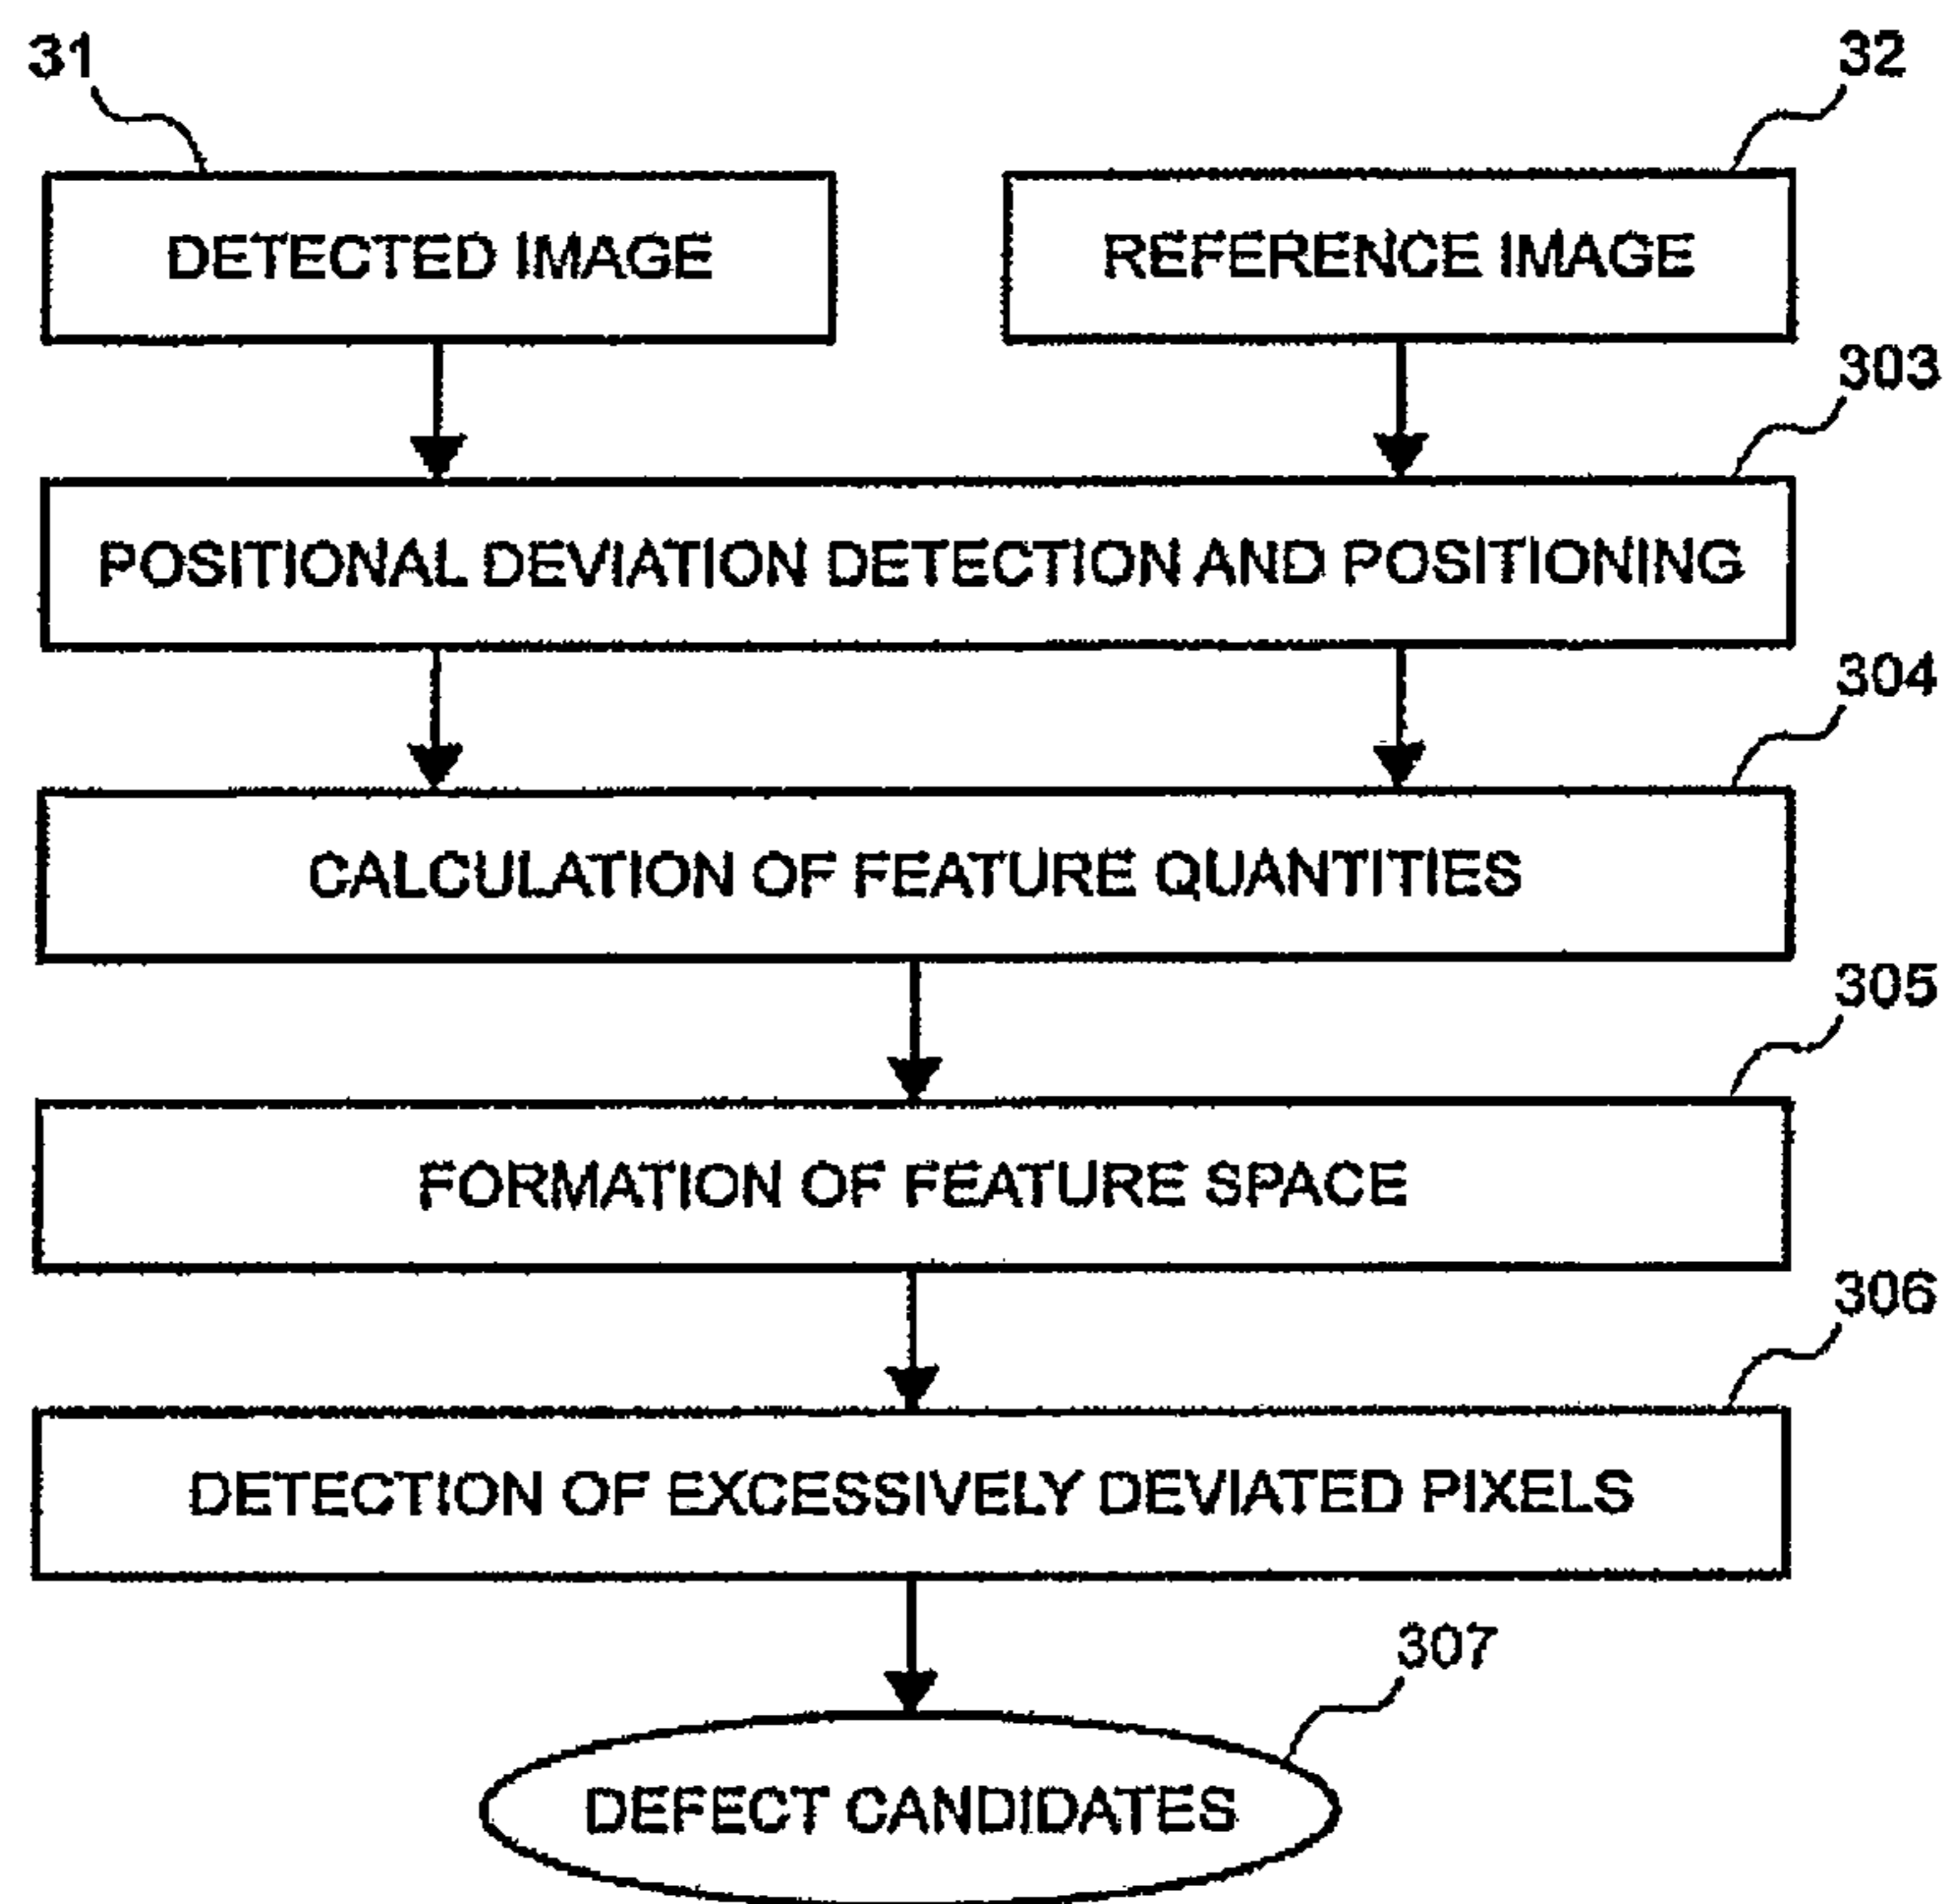 31
32
DETECTED IMAGE
REFERENCE IMAGE
303
POSITIONAL DEVIATION DETECTION AND POSITIONING
304
CALCULATION OF FEATURE QUANTITIES
305
FORMATION OF FEATURE SPACE
306
DETECTION OF EXCESSIVELY DEVIATED PIXELS
307
DEFECT CANDIDATES